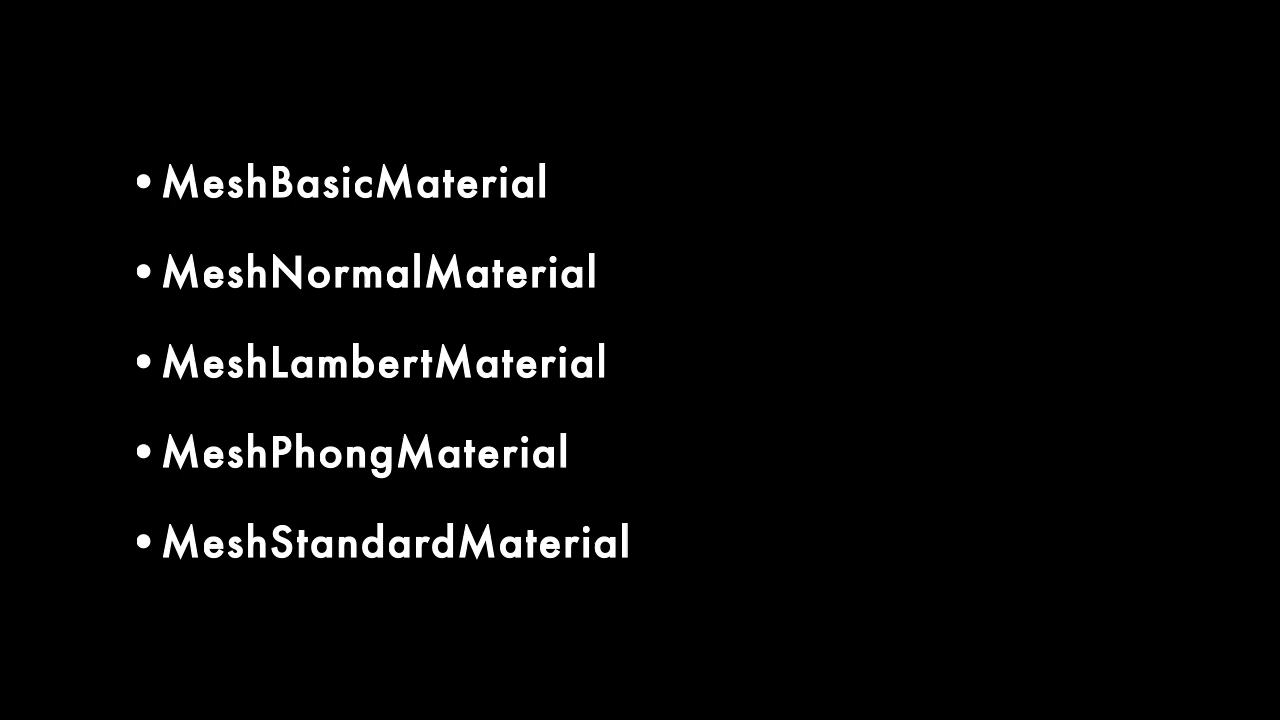 • MeshBasicMaterial
• MeshNormalMaterial
• MeshLambertMaterial
• MeshPhongMaterial
• MeshStandardMaterial